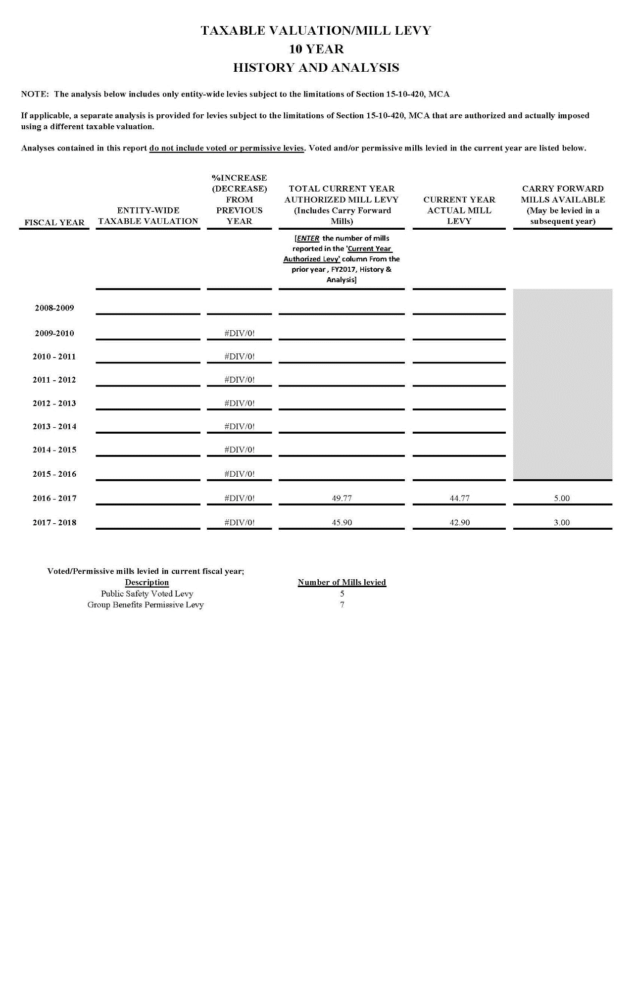 TAXABLE VALUATION/MILL LEVY
10 YEAR
HISTORY AND ANALYSIS
NOTE: The analysis below includes only entity-wide levies subject to the limitations of Section 15-10-420, MCA
If applicable, a separate analysis is provided for levies subject to the limitations of Section 15-10-420, MCA that are authorized and actually imposed
using a different taxable valuation.
Analyses contained in this report do not include voted or permissive levies. Voted and/or permissive mills levied in the current year are listed below.
FISCAL YEAR
ENTITY-WIDE
TAXABLE VAULATION
%INCREASE
(DECREASE)
FROM
PREVIOUS
YEAR
TOTAL CURRENT YEAR
AUTHORIZED MILL LEVY
(Includes Carry Forward
Mills)
CURRENT YEAR
ACTUAL MILL
LEVY
CARRY FORWARD
MILLS AVAILABLE
(May be levied in a
subsequent year)
[ENTER the number of mills
reported in the 'Current Year
Authorized Levy' column From the
prior year , FY2017, History &
Analysis]
2008-2009
2009-2010 #DIV/0!
2010 - 2011 #DIV/0!
2011 - 2012 #DIV/0!
2012 - 2013 #DIV/0!
2013 - 2014 #DIV/0!
2014 - 2015 #DIV/0!
2015 - 2016 #DIV/0!
2016 - 2017 #DIV/0! 49.77 44.77 5.00
2017 - 2018 #DIV/0! 45.90 42.90 3.00
Voted/Permissive mills levied in current fiscal year;
Description Number of Mills levied
Public Safety Voted Levy 5
Group Benefits Permissive Levy 7